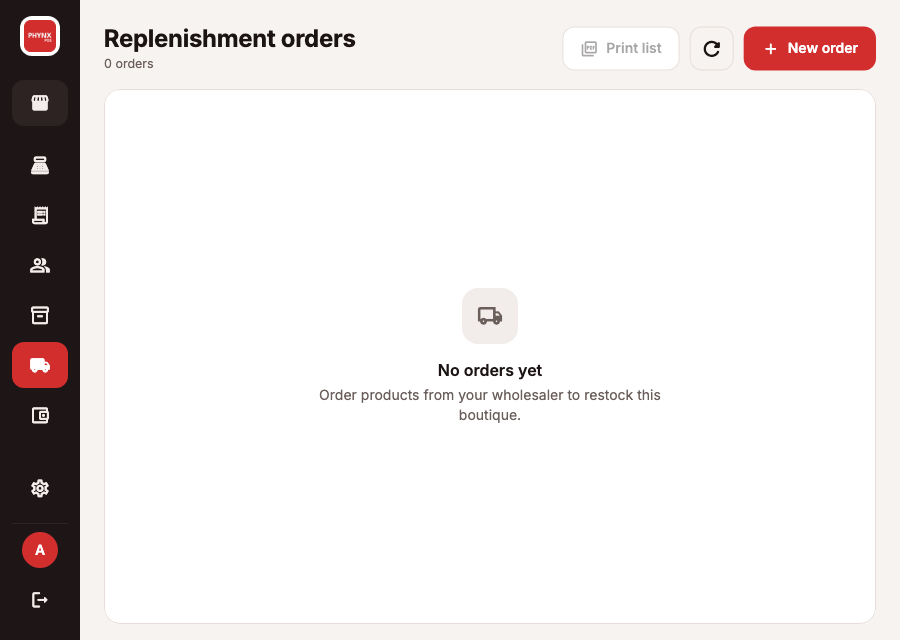 PHYNX
Replenishment orders
0 orders
Print list
New order
No orders yet
Order products from your wholesaler to restock this
boutique.
A